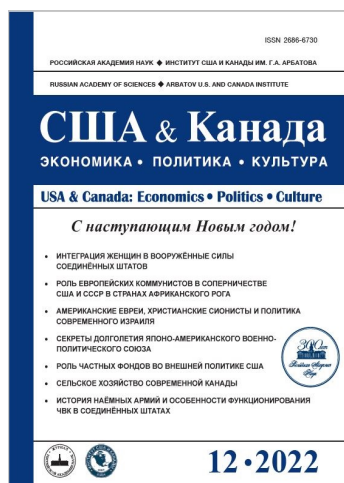 ISSN 2686-6730
РОССИЙСКАЯ АКАДЕМИЯ НАУК ◆ ИНСТИТУТ США И КАНАДЫ ИМ. Г.А. АРБАТОВА
RUSSIAN ACADEMY OF SCIENCES ◆ ARBATOV U.S. AND CANADA INSTITUTE
США & Канада
ЭКОНОМИКА • ПОЛИТИКА • КУЛЬТУРА
USA & Canada: Economics • Politics • Culture
С наступающим Новым годом!
• ИНТЕГРАЦИЯ ЖЕНЩИН В ВООРУЖЁННЫЕ СИЛЫ
СОЕДИНЁННЫХ ШТАТОВ
• РОЛЬ ЕВРОПЕЙСКИХ КОММУНИСТОВ В СОПЕРНИЧЕСТВЕ
США И СССР В СТРАНАХ АФРИКАНСКОГО РОГА
• АМЕРИКАНСКИЕ ЕВРЕИ, ХРИСТИАНСКИЕ СИОНИСТЫ И ПОЛИТИКА
СОВРЕМЕННОГО ИЗРАИЛЯ
• СЕКРЕТЫ ДОЛГОЛЕТИЯ ЯПОНО-АМЕРИКАНСКОГО ВОЕННО-
ПОЛИТИЧЕСКОГО СОЮЗА
• РОЛЬ ЧАСТНЫХ ФОНДОВ ВО ВНЕШНЕЙ ПОЛИТИКЕ США
• СЕЛЬСКОЕ ХОЗЯЙСТВО СОВРЕМЕННОЙ КАНАДЫ
• ИСТОРИЯ НАЁМНЫХ АРМИЙ И ОСОБЕННОСТИ ФУНКЦИОНИРОВАНИЯ
ЧВК В СОЕДИНЁННЫХ ШТАТАХ
300 лет
12 • 2022